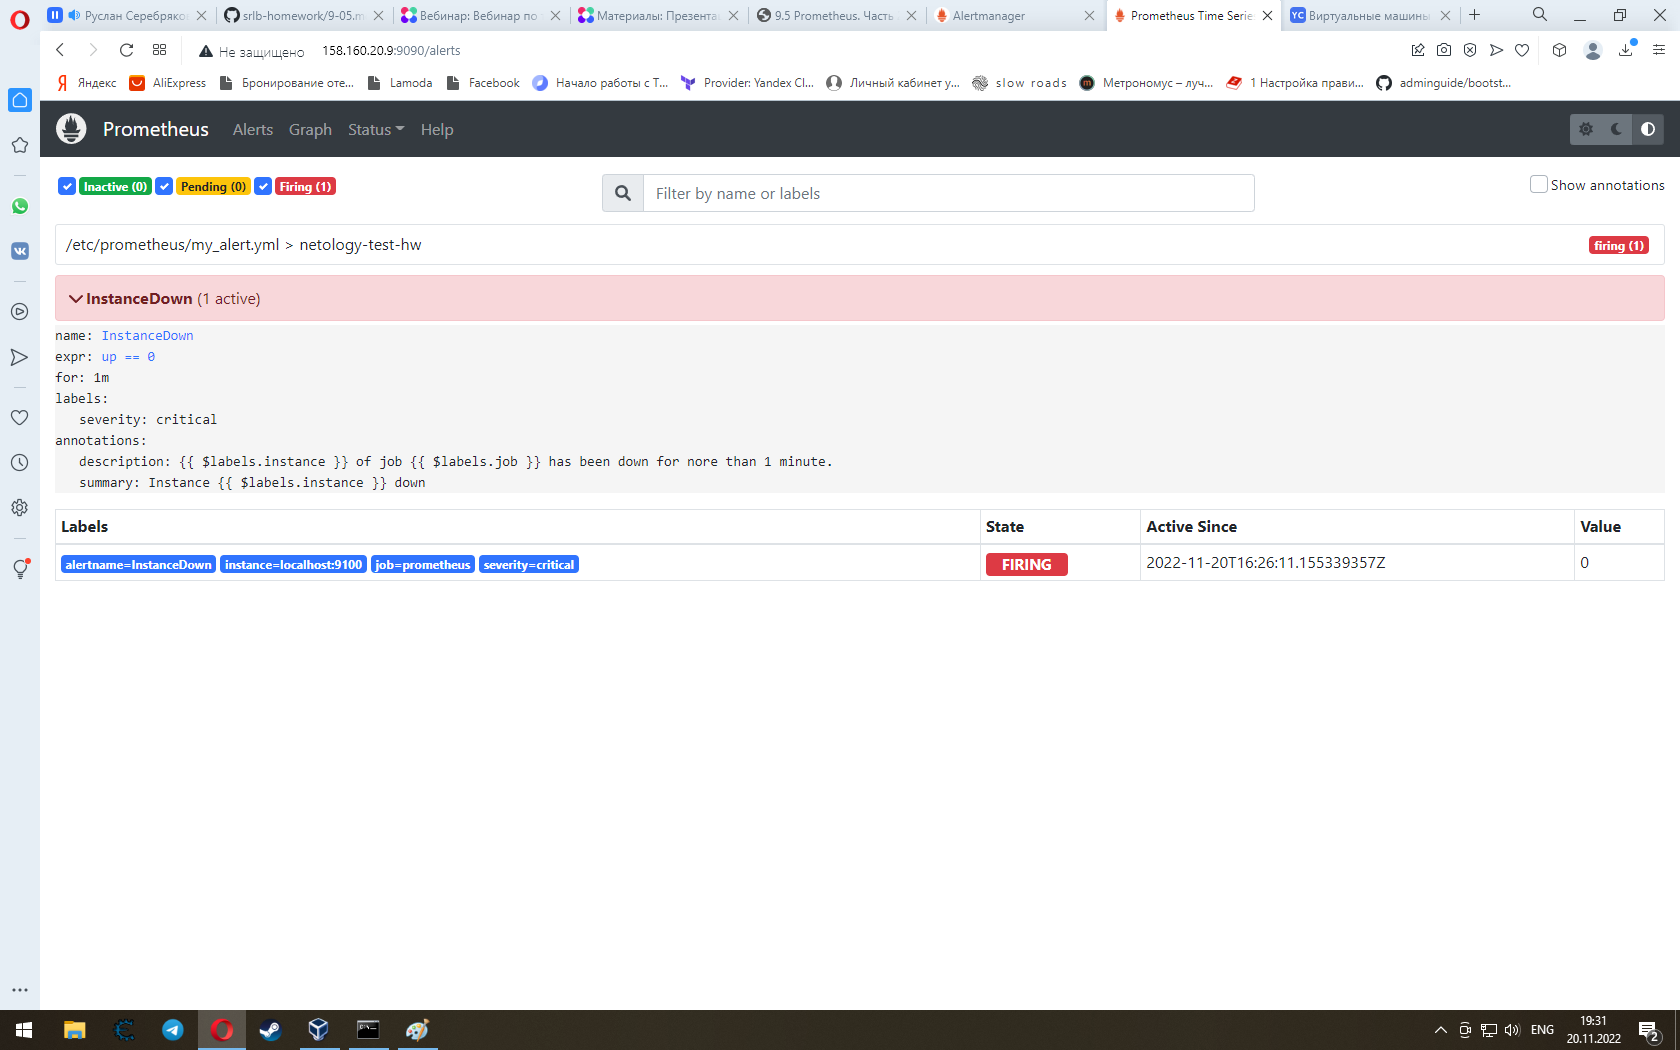 Руслан Серебряков
srlb-homework/9-05.m
Вебинар: Вебинар по
Материалы: Презента
9.5 Prometheus. Часть
Alertmanager
Prometheus Time Serie
YC Виртуальные машины
Не защищено 158.160.20.9:9090/alerts
Яндекс AliExpress Бронирование оте... Lamoda Facebook Начало работы с Т... Provider: Yandex Cl... Личный кабинет у... slow roads Метрономус – луч... 1 Настройка прави... adminguide/bootst...
Prometheus Alerts Graph Status Help
Inactive (0) Pending (0) Firing (1)
Filter by name or labels
Show annotations
/etc/prometheus/my_alert.yml > netology-test-hw
firing (1)
InstanceDown (1 active)
name: InstanceDown
expr: up == 0
for: 1m
labels:
severity: critical
annotations:
description: {{ $labels.instance }} of job {{ $labels.job }} has been down for nore than 1 minute.
summary: Instance {{ $labels.instance }} down
Labels State Active Since Value
alertname=InstanceDown instance=localhost:9100 job=prometheus severity=critical FIRING 2022-11-20T16:26:11.155339357Z 0
ENG
19:31
20.11.2022
2